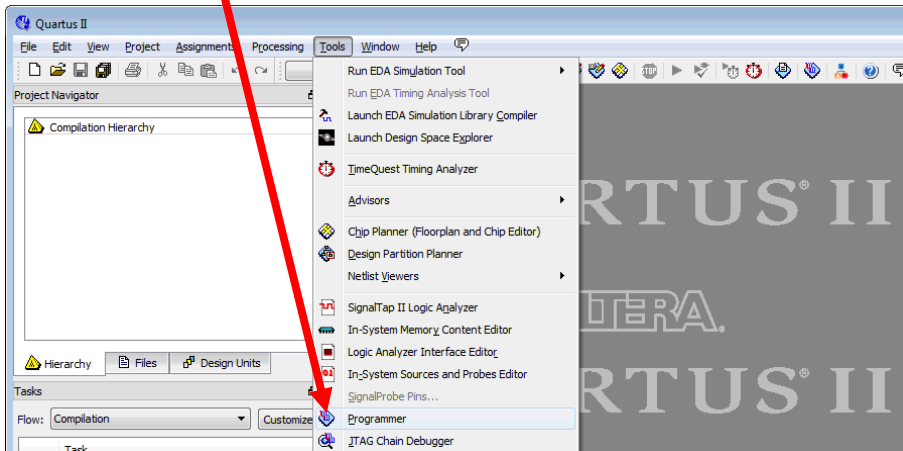 Quartus II
File Edit View Project Assignments Processing Tools Window Help
Project Navigator
Compilation Hierarchy
Hierarchy Files Design Units
Tasks
Flow: Compilation Customize
Task
Run EDA Simulation Tool
Run EDA Timing Analysis Tool
Launch EDA Simulation Library Compiler
Launch Design Space Explorer
TimeQuest Timing Analyzer
Advisors
Chip Planner (Floorplan and Chip Editor)
Design Partition Planner
Netlist Viewers
SignalTap II Logic Analyzer
In-System Memory Content Editor
Logic Analyzer Interface Editor
In-System Sources and Probes Editor
SignalProbe Pins...
Programmer
JTAG Chain Debugger
RTUS® II
TERA.
RTUS® II